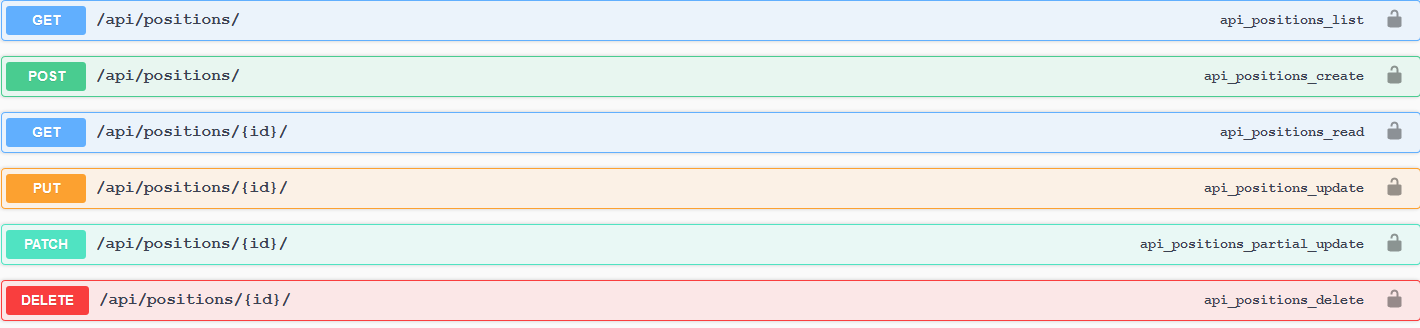 GET /api/positions/ api_positions_list
POST /api/positions/ api_positions_create
GET /api/positions/{id}/ api_positions_read
PUT /api/positions/{id}/ api_positions_update
PATCH /api/positions/{id}/ api_positions_partial_update
DELETE /api/positions/{id}/ api_positions_delete